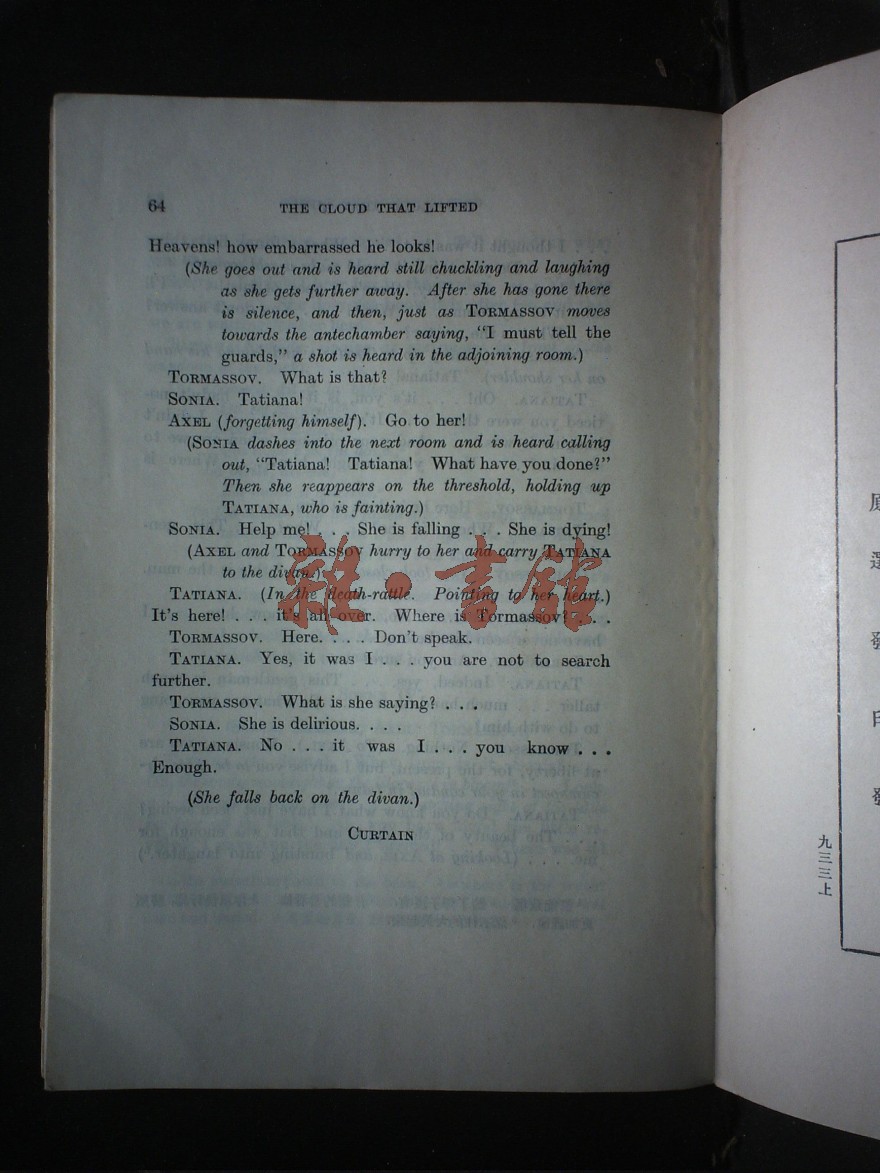 64 THE CLOUD THAT LIFTED
Heavens! how embarrassed he looks!
(She goes out and is heard still chuckling and laughing
as she gets further away. After she has gone there
is silence, and then, just as TORMASSOV moves
towards the antechamber saying, “I must tell the
guards,” a shot is heard in the adjoining room.)
TORMASSOV. What is that?
SONIA. Tatiana!
AXEL (forgetting himself). Go to her!
(SONIA dashes into the next room and is heard calling
out, “Tatiana! Tatiana! What have you done?”
Then she reappears on the threshold, holding up
TATIANA, who is fainting.)
SONIA. Help me! . . . She is falling . . . She is dying!
(AXEL and TORMASSOV hurry to her and carry TATIANA
to the divan.)
TATIANA. (In the death-rattle. Pointing to her heart.)
It’s here! . . . it’s all over. Where is Tormassov? . . .
TORMASSOV. Here. . . . Don’t speak.
TATIANA. Yes, it was I . . . you are not to search
further.
TORMASSOV. What is she saying? . . .
SONIA. She is delirious. . . .
TATIANA. No . . . it was I . . . you know . . .
Enough.
(She falls back on the divan.)
CURTAIN
雜·書館
九三三上